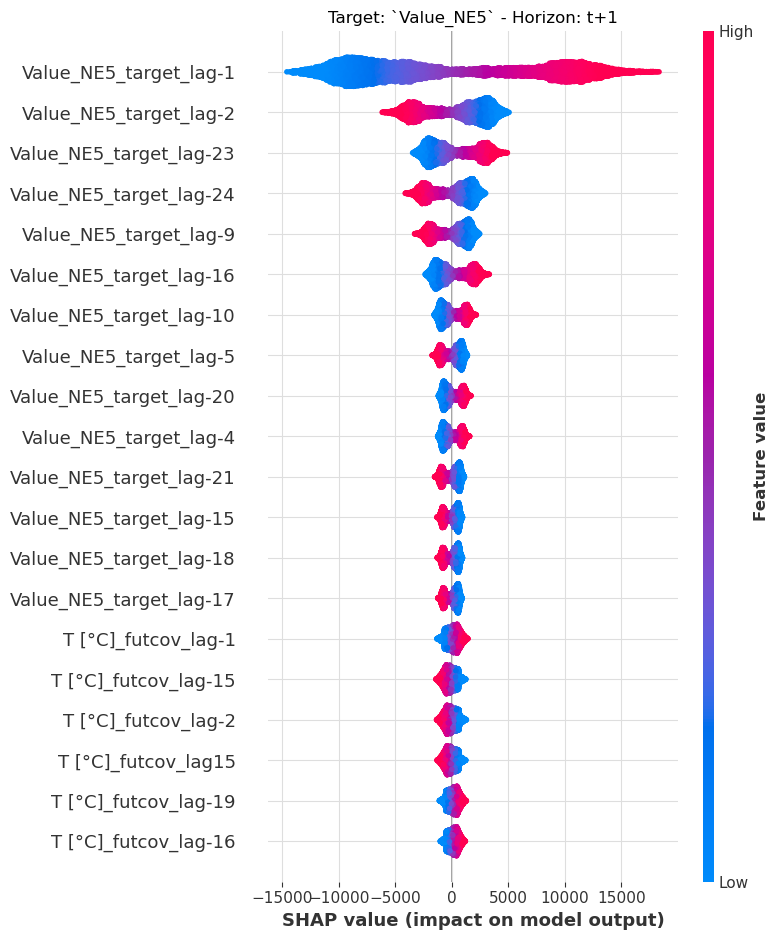 Target: `Value_NE5` - Horizon: t+1
High
Value_NE5_target_lag-1
Value_NE5_target_lag-2
Value_NE5_target_lag-23
Value_NE5_target_lag-24
Value_NE5_target_lag-9
Value_NE5_target_lag-16
Value_NE5_target_lag-10
Value_NE5_target_lag-5
Value_NE5_target_lag-20
Value_NE5_target_lag-4
Value_NE5_target_lag-21
Value_NE5_target_lag-15
Value_NE5_target_lag-18
Value_NE5_target_lag-17
T [°C]_futcov_lag-1
T [°C]_futcov_lag-15
T [°C]_futcov_lag-2
T [°C]_futcov_lag15
T [°C]_futcov_lag-19
T [°C]_futcov_lag-16
Feature value
Low
−15000 −10000 −5000 0 5000 10000 15000
SHAP value (impact on model output)